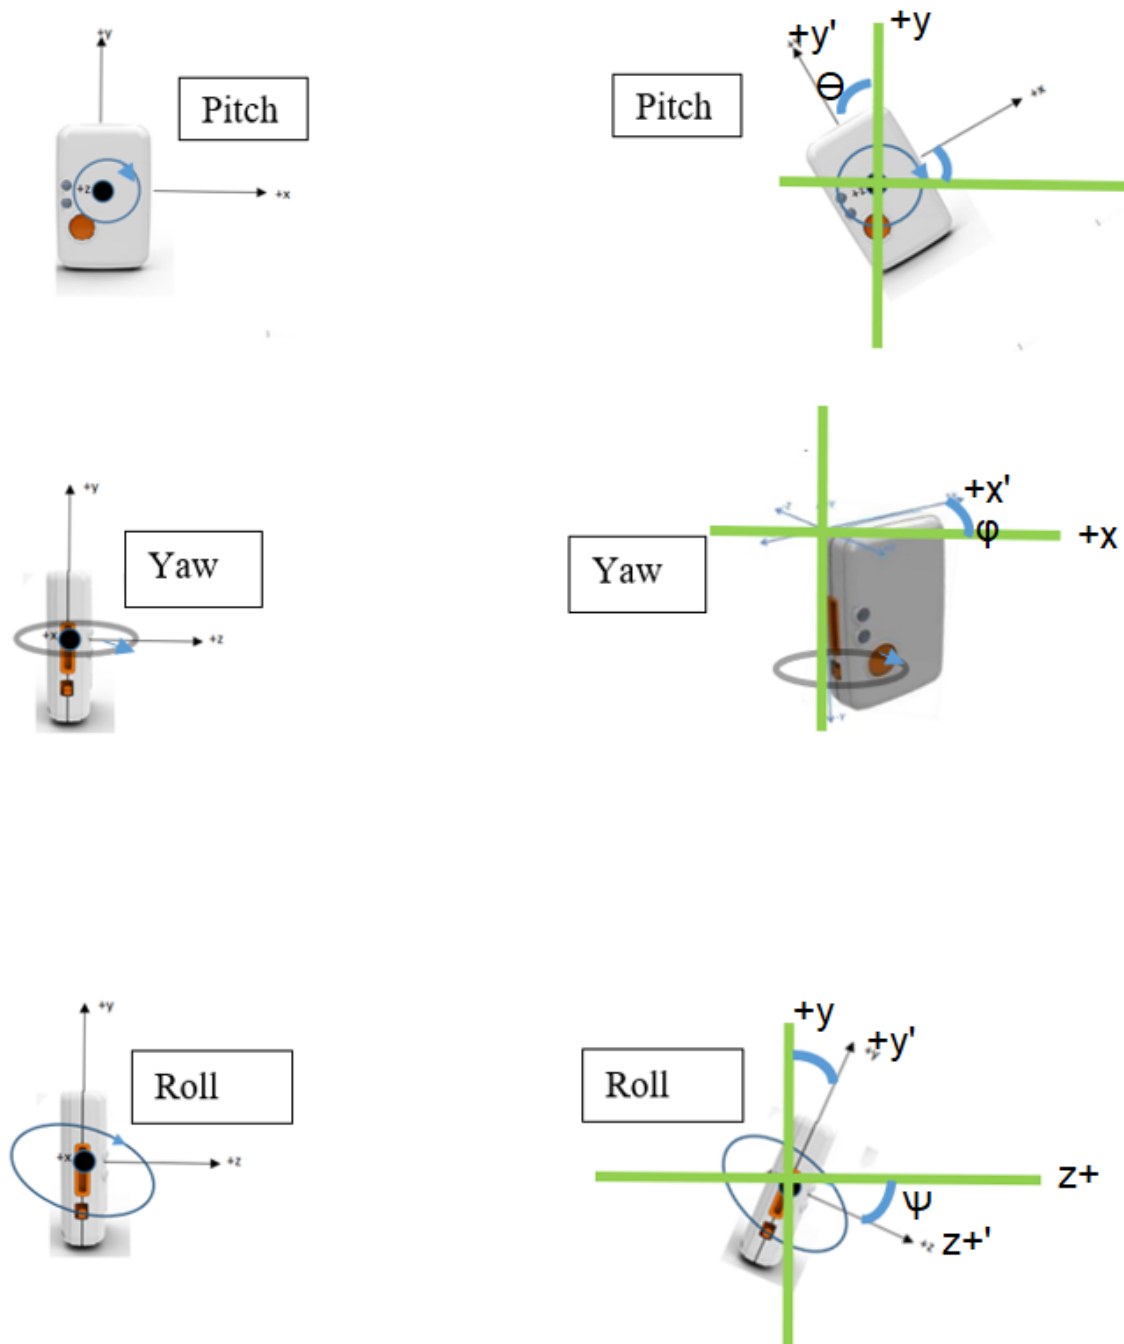 +y
Pitch
+z
+x
+y'
+y
Pitch
Θ
+x
+z
+y
Yaw
+x
+z
+x'
+x
φ
Yaw
-z
-Y
+y
Roll
+x
+z
+y
+y'
+y
Roll
z+
Ψ
+z
z+'